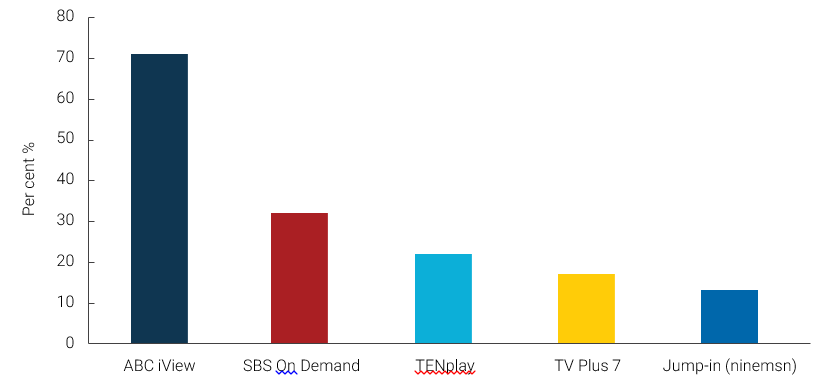 80
70
60
50
40
30
20
10
0
Per cent %
ABC iView
SBS On Demand
TENplay
TV Plus 7
Jump-in (ninemsn)